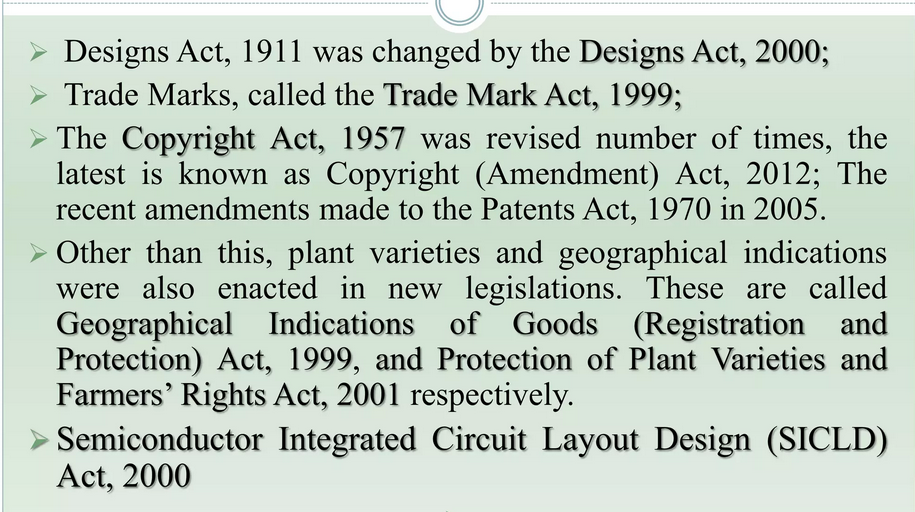 ➢ Designs Act, 1911 was changed by the Designs Act, 2000;
➢ Trade Marks, called the Trade Mark Act, 1999;
➢ The Copyright Act, 1957 was revised number of times, the
latest is known as Copyright (Amendment) Act, 2012; The
recent amendments made to the Patents Act, 1970 in 2005.
➢ Other than this, plant varieties and geographical indications
were also enacted in new legislations. These are called
Geographical Indications of Goods (Registration and
Protection) Act, 1999, and Protection of Plant Varieties and
Farmers’ Rights Act, 2001 respectively.
➢ Semiconductor Integrated Circuit Layout Design (SICLD)
Act, 2000